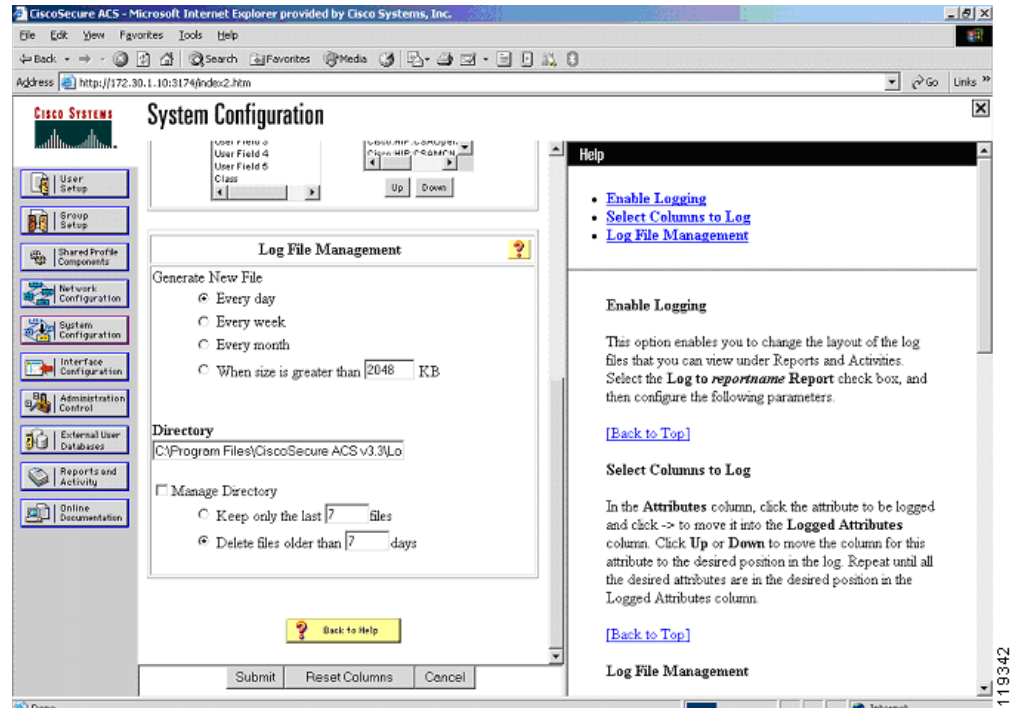 CiscoSecure ACS - Microsoft Internet Explorer provided by Cisco Systems, Inc.
File Edit View Favorites Tools Help
Back Search Favorites Media
Address http://172.30.1.10:3174/index2.htm Go Links »
CISCO SYSTEMS
System Configuration
User Setup
Group Setup
Shared Profile Components
Network Configuration
System Configuration
Interface Configuration
Administration Control
External User Databases
Reports and Activity
Online Documentation
User Field 3
User Field 4
User Field 5
Class
Up Down
Log File Management
Generate New File
Every day
Every week
Every month
When size is greater than 2048 KB
Directory
C:\Program Files\CiscoSecure ACS v3.3\Lo
Manage Directory
Keep only the last 7 files
Delete files older than 7 days
Back to Help
Submit Reset Columns Cancel
Help
• Enable Logging
• Select Columns to Log
• Log File Management
Enable Logging
This option enables you to change the layout of the log
files that you can view under Reports and Activities.
Select the Log to reportname Report check box, and
then configure the following parameters.
[Back to Top]
Select Columns to Log
In the Attributes column, click the attribute to be logged
and click -> to move it into the Logged Attributes
column. Click Up or Down to move the column for this
attribute to the desired position in the log. Repeat until all
the desired attributes are in the desired position in the
Logged Attributes column.
[Back to Top]
Log File Management
119342